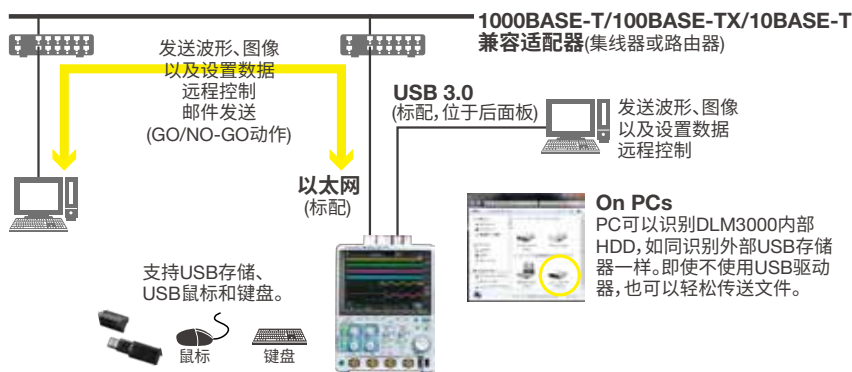 1000BASE-T/100BASE-TX/10BASE-T
兼容适配器(集线器或路由器)
发送波形、图像
以及设置数据
远程控制
邮件发送
(GO/NO-GO动作)
USB 3.0
(标配,位于后面板)
发送波形、图像
以及设置数据
远程控制
以太网
(标配)
On PCs
PC可以识别DLM3000内部
HDD,如同识别外部USB存储
器一样。即使不使用USB驱动
器,也可以轻松传送文件。
支持USB存储、
USB鼠标和键盘。
鼠标
键盘